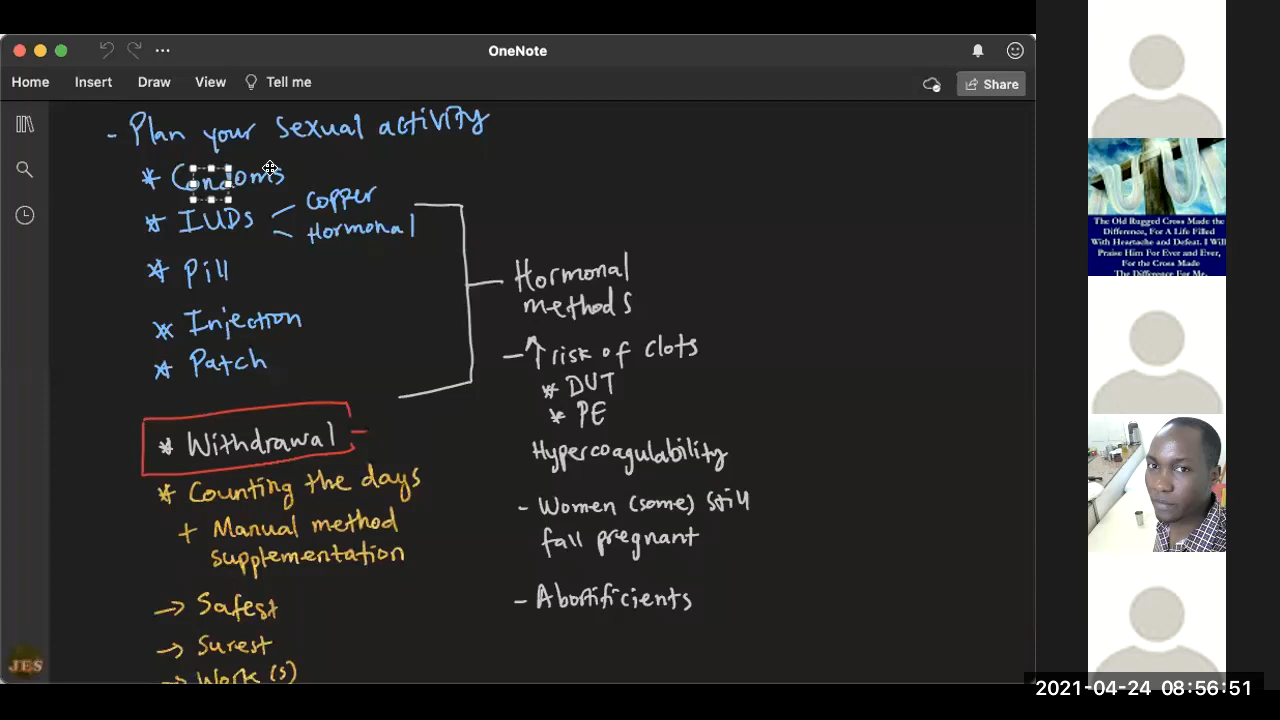 OneNote
Home Insert Draw View Tell me Share
- Plan your sexual activity
* Condoms
* IUDs
Copper
Hormonal
* Pill
* Injection
* Patch
* Withdrawal
* Counting the days
+ Manual method
supplementation
→ Safest
→ Surest
→ Work(s)
Hormonal
methods
- ↑ risk of clots
* DVT
* PE
Hypercoagulability
- Women (some) still
fall pregnant
- Abortificients
JES
The Old Rugged Cross Made the
Difference, For A Life Filled
With Heartache and Defeat. I Will
Praise Him For Ever and Ever,
For the Cross Made
The Difference For Me.
2021-04-24 08:56:51